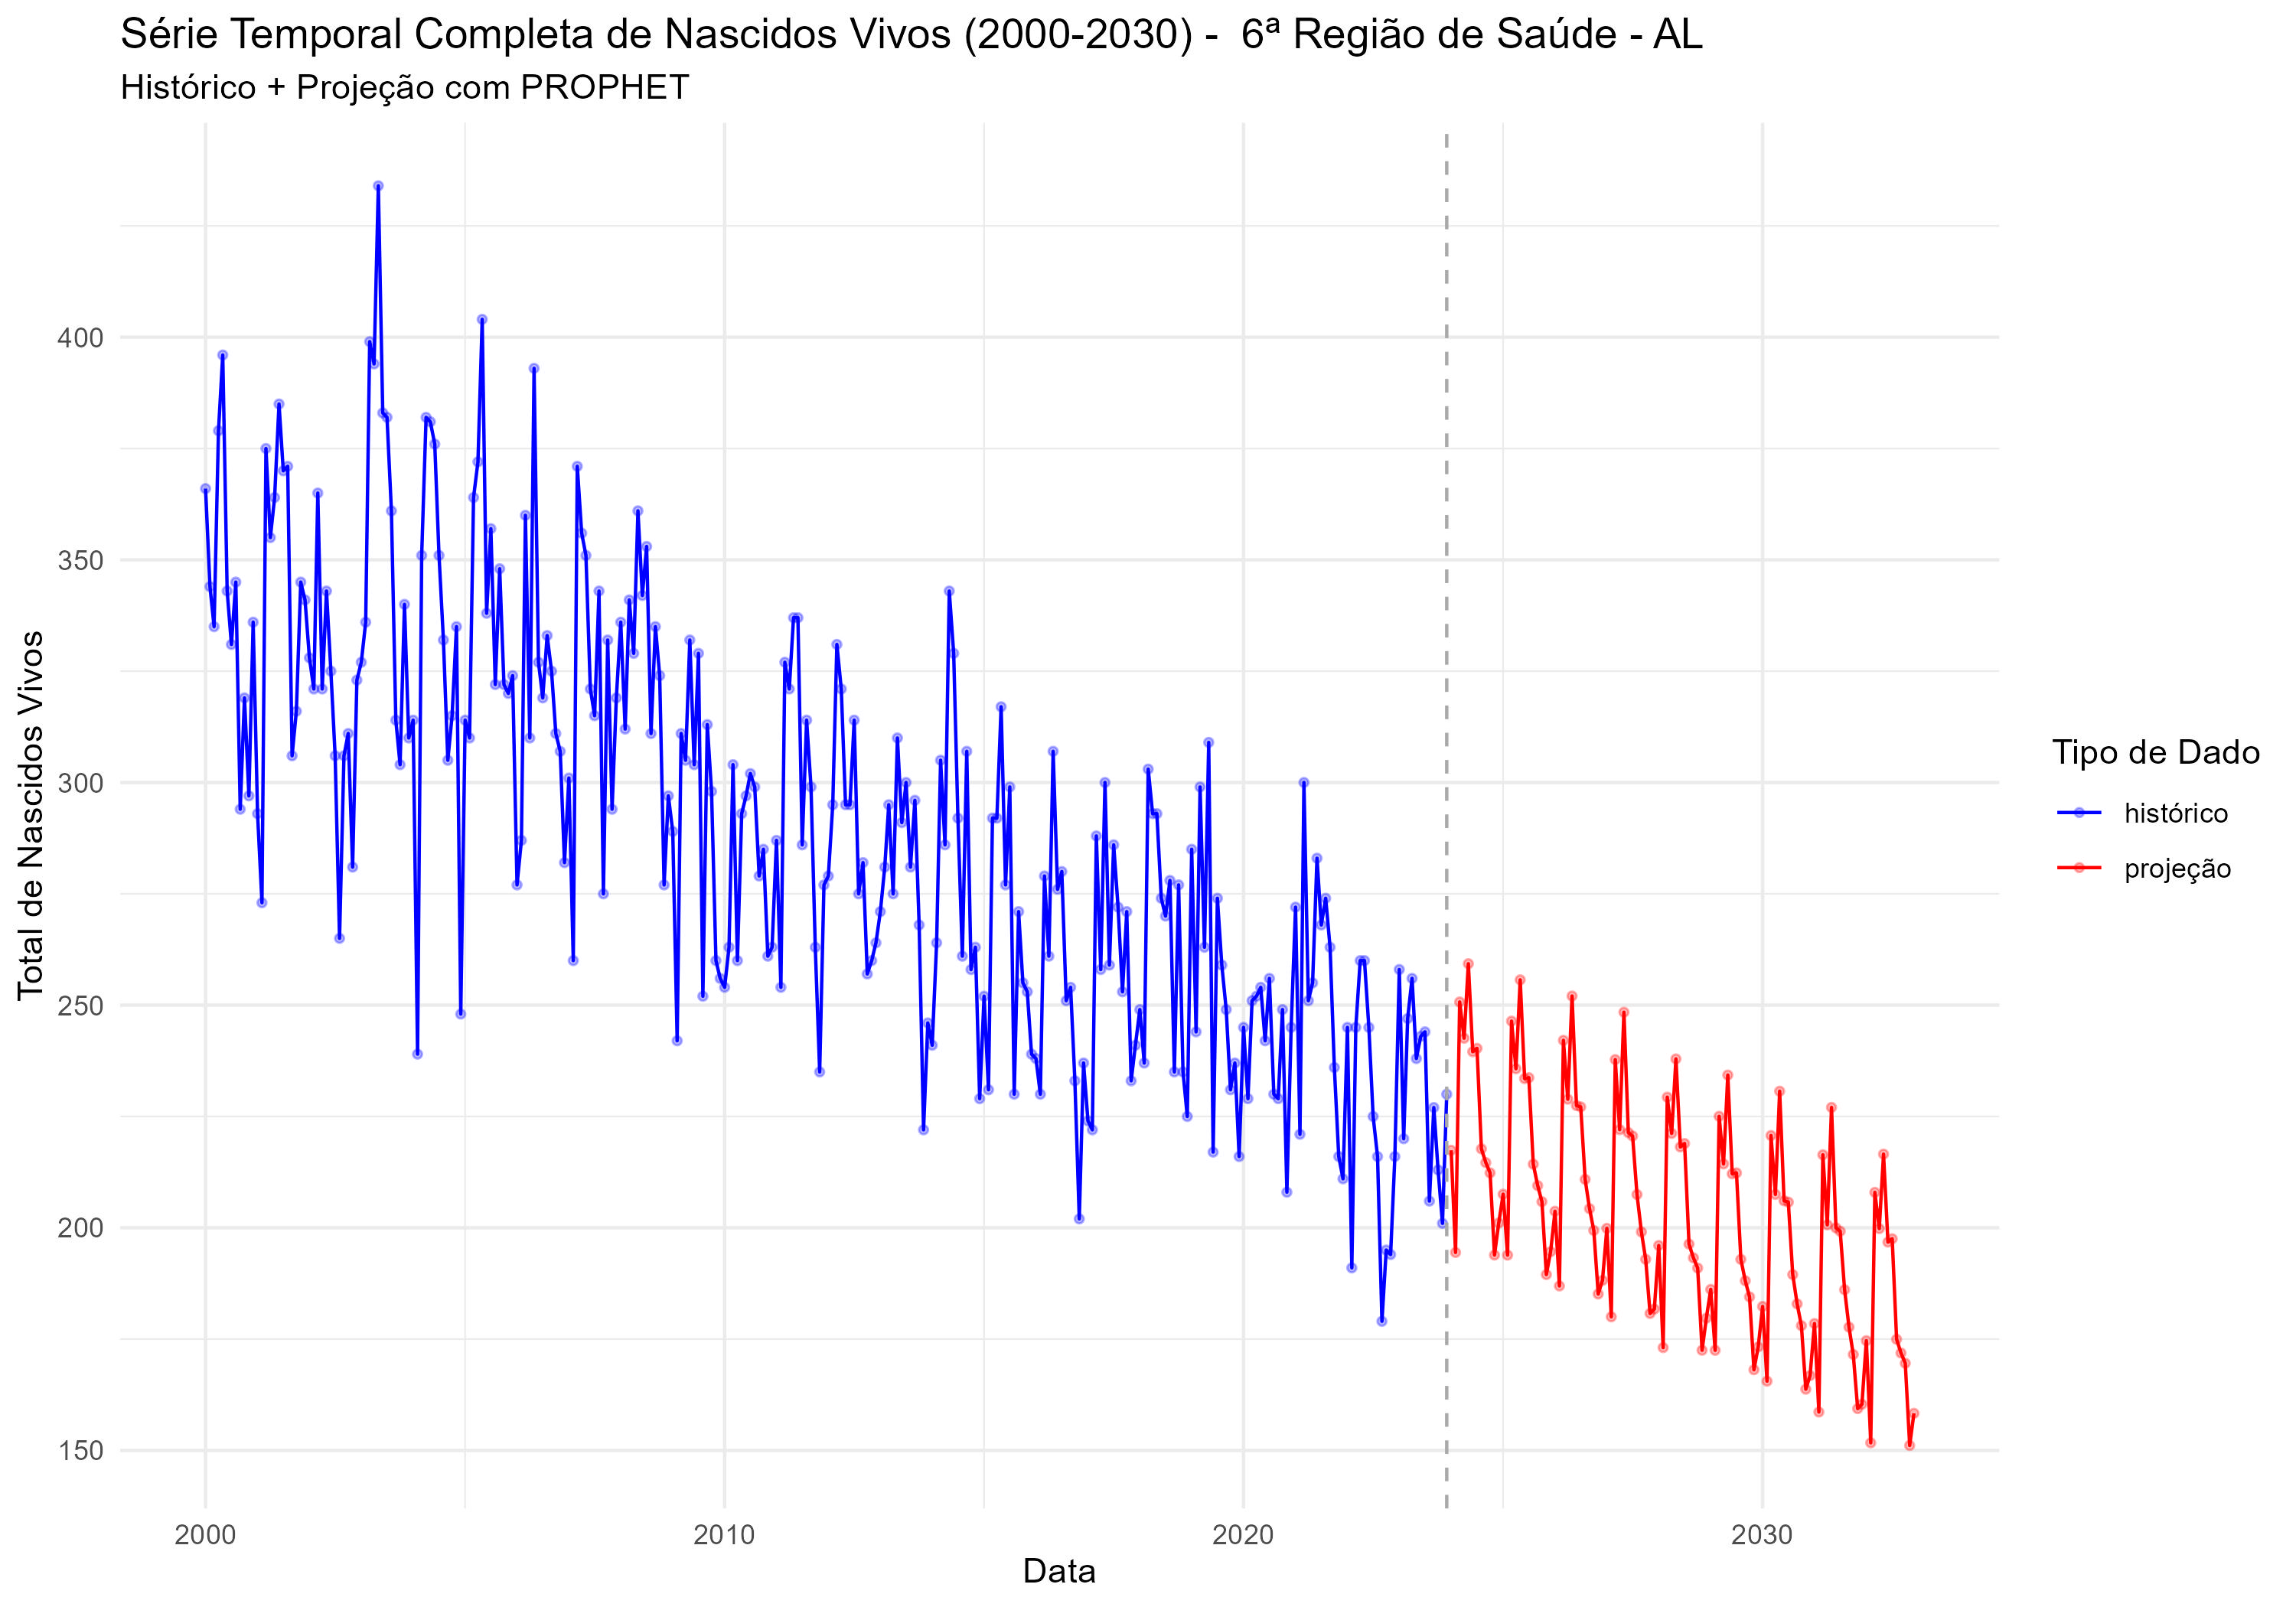 Série Temporal Completa de Nascidos Vivos (2000-2030) -  6ª Região de Saúde - AL
Histórico + Projeção com PROPHET
Total de Nascidos Vivos
400
350
300
250
200
150
2000
2010
2020
2030
Data
Tipo de Dado
histórico
projeção